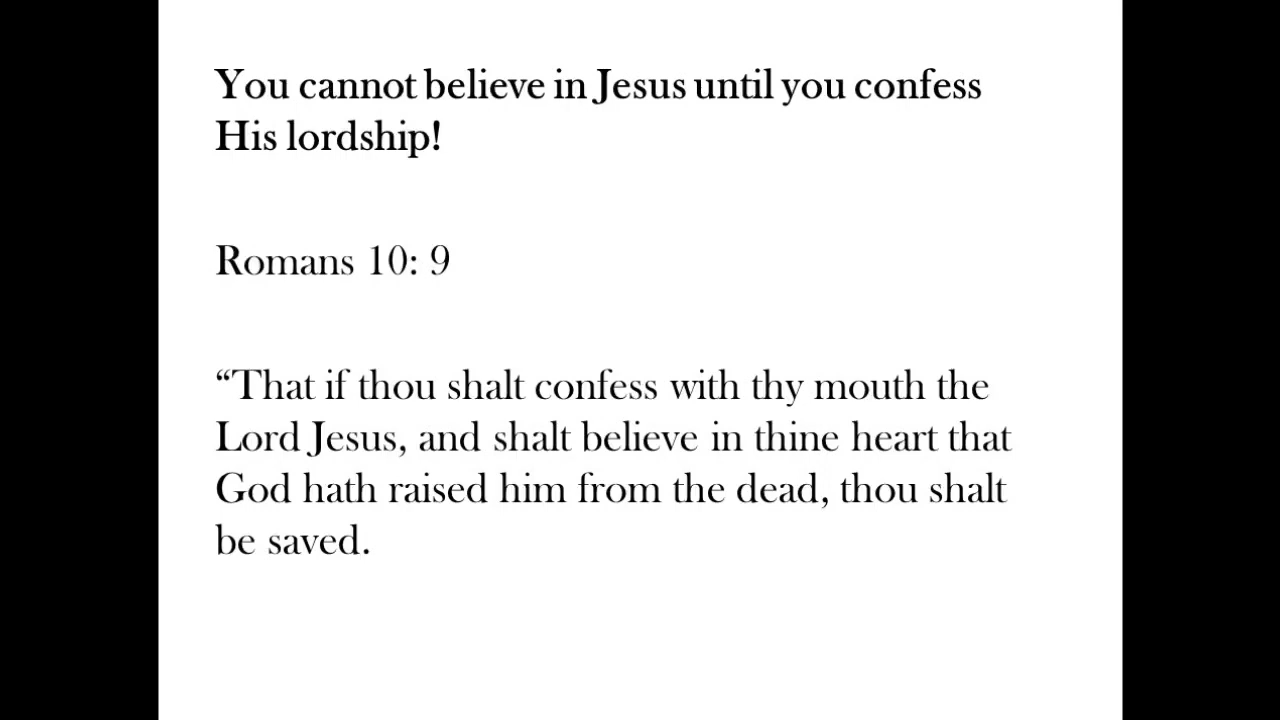 You cannot believe in Jesus until you confess
His lordship!
Romans 10: 9
“That if thou shalt confess with thy mouth the
Lord Jesus, and shalt believe in thine heart that
God hath raised him from the dead, thou shalt
be saved.